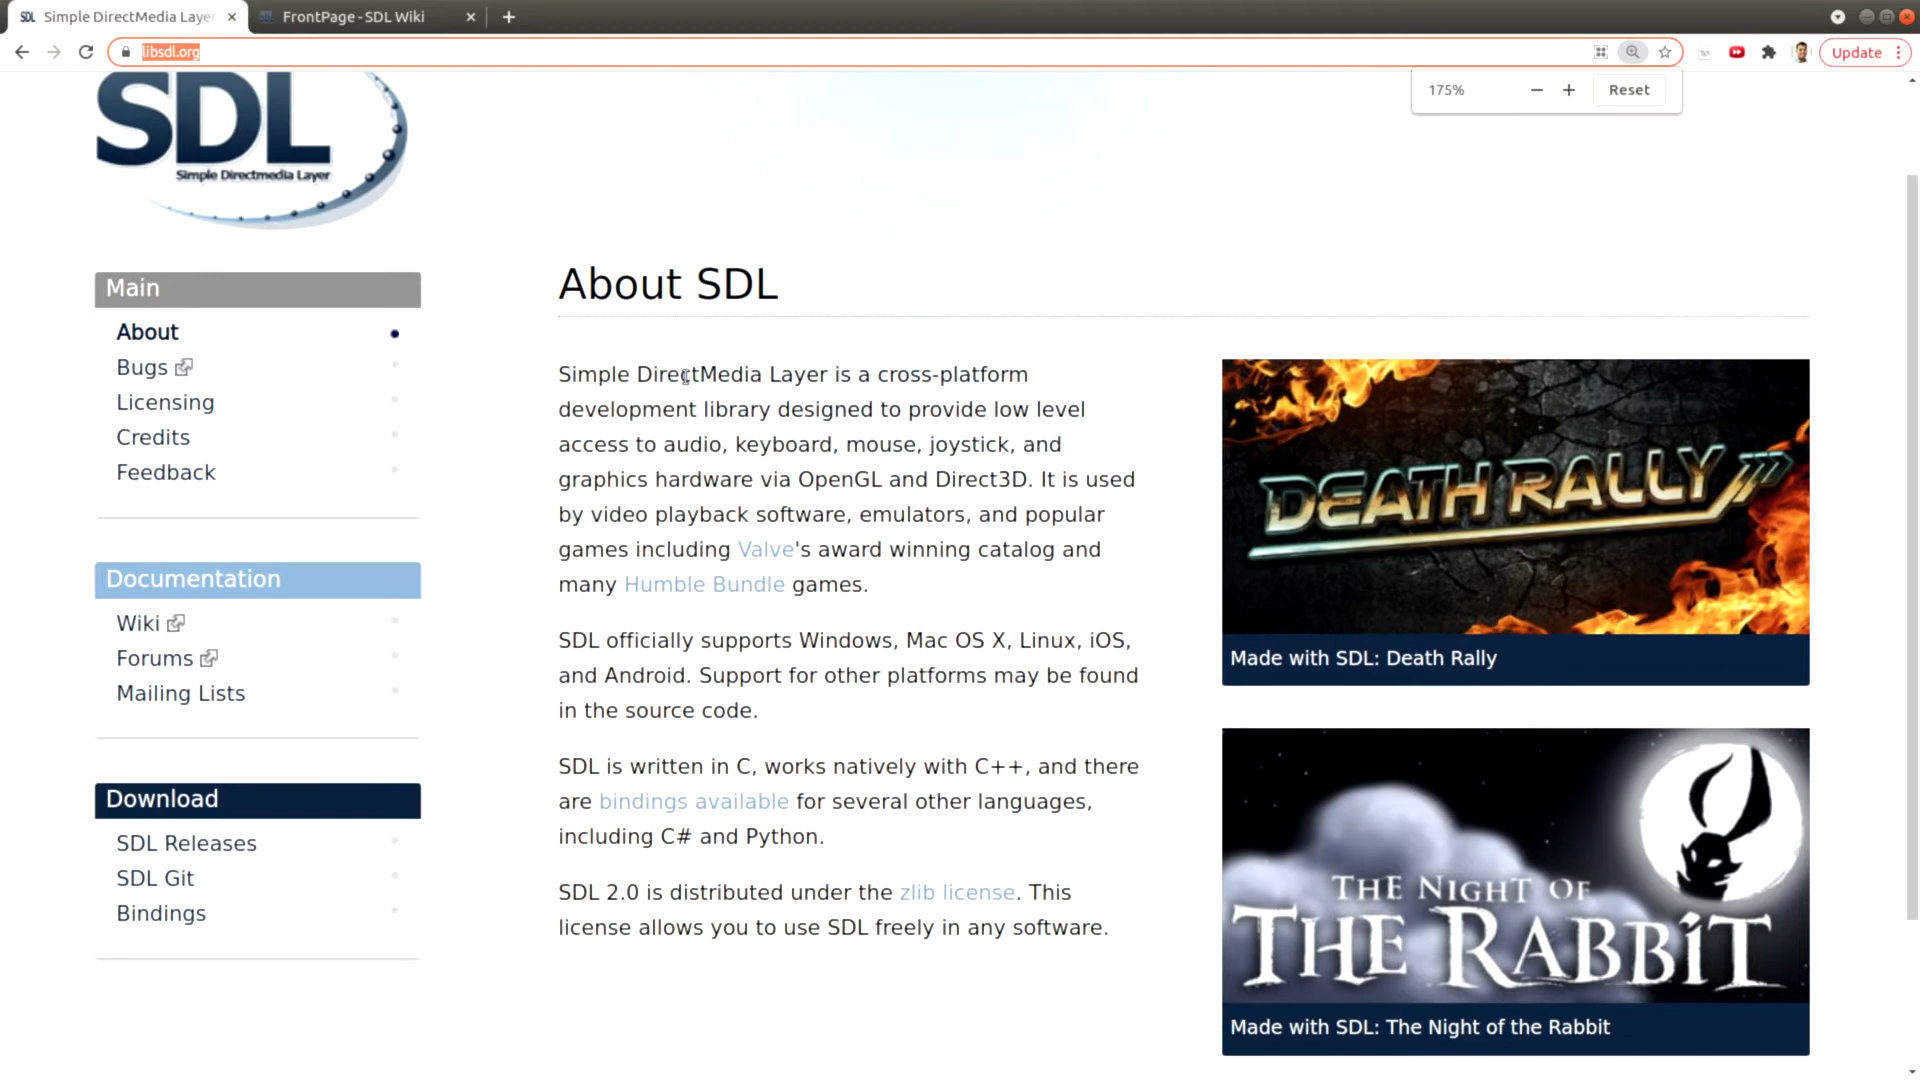 SDL Simple DirectMedia Laye
FrontPage - SDL Wiki
libsdl.org
Update
175%
Reset
SDL
Simple Directmedia Layer
Main
About
Bugs
Licensing
Credits
Feedback
Documentation
Wiki
Forums
Mailing Lists
Download
SDL Releases
SDL Git
Bindings
About SDL
Simple DirectMedia Layer is a cross-platform
development library designed to provide low level
access to audio, keyboard, mouse, joystick, and
graphics hardware via OpenGL and Direct3D. It is used
by video playback software, emulators, and popular
games including Valve's award winning catalog and
many Humble Bundle games.
SDL officially supports Windows, Mac OS X, Linux, iOS,
and Android. Support for other platforms may be found
in the source code.
SDL is written in C, works natively with C++, and there
are bindings available for several other languages,
including C# and Python.
SDL 2.0 is distributed under the zlib license. This
license allows you to use SDL freely in any software.
DEATH RALLY
Made with SDL: Death Rally
THE NIGHT OF
THE RABBiT
Made with SDL: The Night of the Rabbit